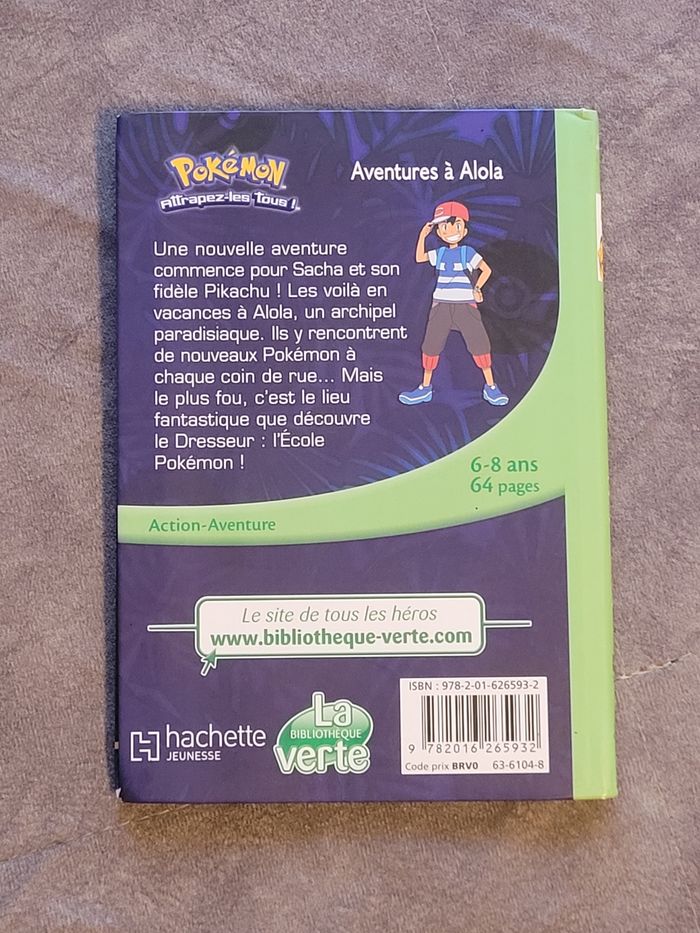 POKéMON
Attrapez-les Tous !
Aventures à Alola
Une nouvelle aventure
commence pour Sacha et son
fidèle Pikachu ! Les voilà en
vacances à Alola, un archipel
paradisiaque. Ils y rencontrent
de nouveaux Pokémon à
chaque coin de rue... Mais
le plus fou, c'est le lieu
fantastique que découvre
le Dresseur : l'École
Pokémon !
6-8 ans
64 pages
Action-Aventure
Le site de tous les héros
www.bibliotheque-verte.com
ISBN : 978-2-01-626593-2
9 782016 265932
Code prix BRV0 63-6104-8
hachette
JEUNESSE
La
BIBLIOTHÈQUE
verte